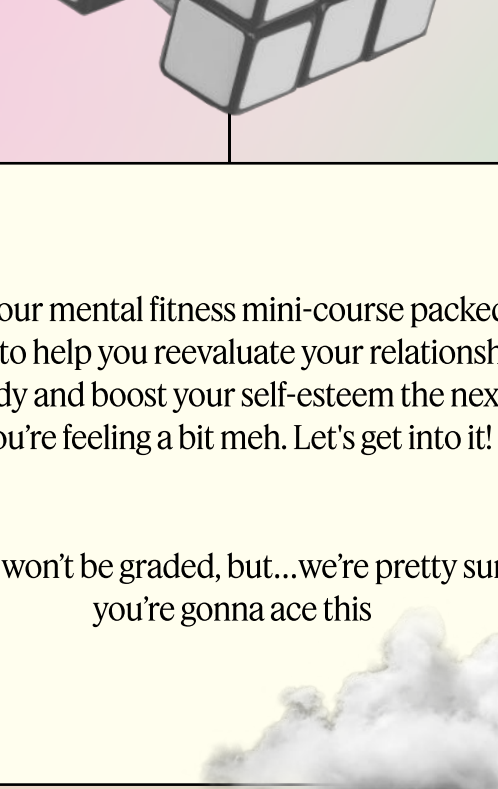 our mental fitness mini-course packed
to help you reevaluate your relationsh
dy and boost your self-esteem the nex
ou're feeling a bit meh. Let's get into it!
won't be graded, but...we're pretty sur
you're gonna ace this